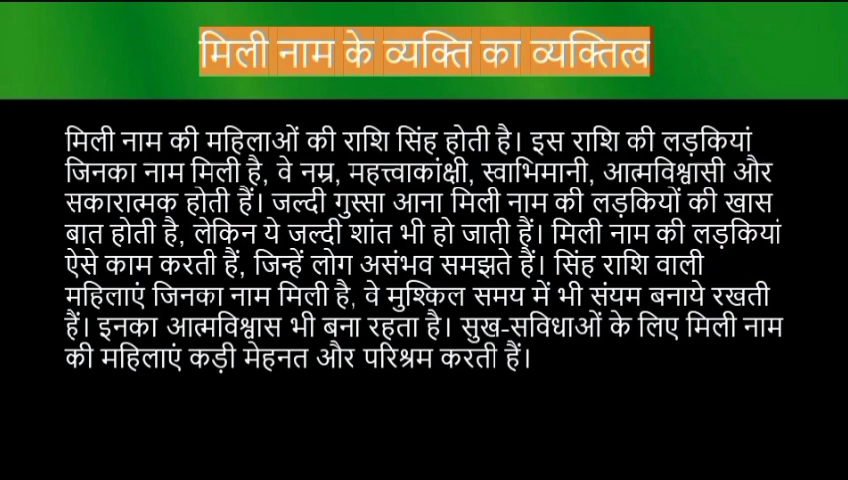 मिली नाम के व्यक्ति का व्यक्तित्व
मिली नाम की महिलाओं की राशि सिंह होती है। इस राशि की लड़कियां
जिनका नाम मिली है, वे नम्र, महत्त्वाकांक्षी, स्वाभिमानी, आत्मविश्वासी और
सकारात्मक होती हैं। जल्दी गुस्सा आना मिली नाम की लड़कियों की खास
बात होती है, लेकिन ये जल्दी शांत भी हो जाती हैं। मिली नाम की लड़कियां
ऐसे काम करती हैं, जिन्हें लोग असंभव समझते हैं। सिंह राशि वाली
महिलाएं जिनका नाम मिली है, वे मुश्किल समय में भी संयम बनाये रखती
हैं। इनका आत्मविश्वास भी बना रहता है। सुख-सविधाओं के लिए मिली नाम
की महिलाएं कड़ी मेहनत और परिश्रम करती हैं।